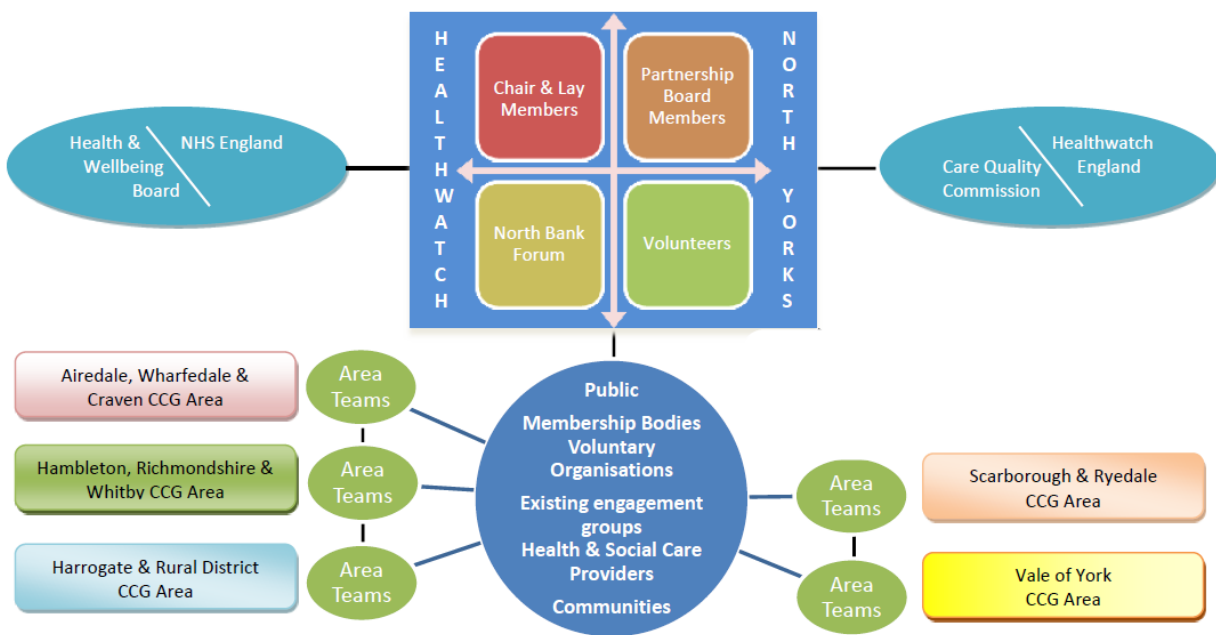 HEALTHWATCH
NORTH YORKS
Chair & Lay
Members
Partnership
Board
Members
North Bank
Forum
Volunteers
Health &
Wellbeing
Board
NHS England
Care Quality
Commission
Healthwatch
England
Airedale, Wharfedale &
Craven CCG Area
Area
Teams
Hambleton, Richmondshire &
Whitby CCG Area
Area
Teams
Harrogate & Rural District
CCG Area
Area
Teams
Public
Membership Bodies
Voluntary
Organisations
Existing engagement
groups
Health & Social Care
Providers
Communities
Area
Teams
Scarborough & Ryedale
CCG Area
Area
Teams
Vale of York
CCG Area